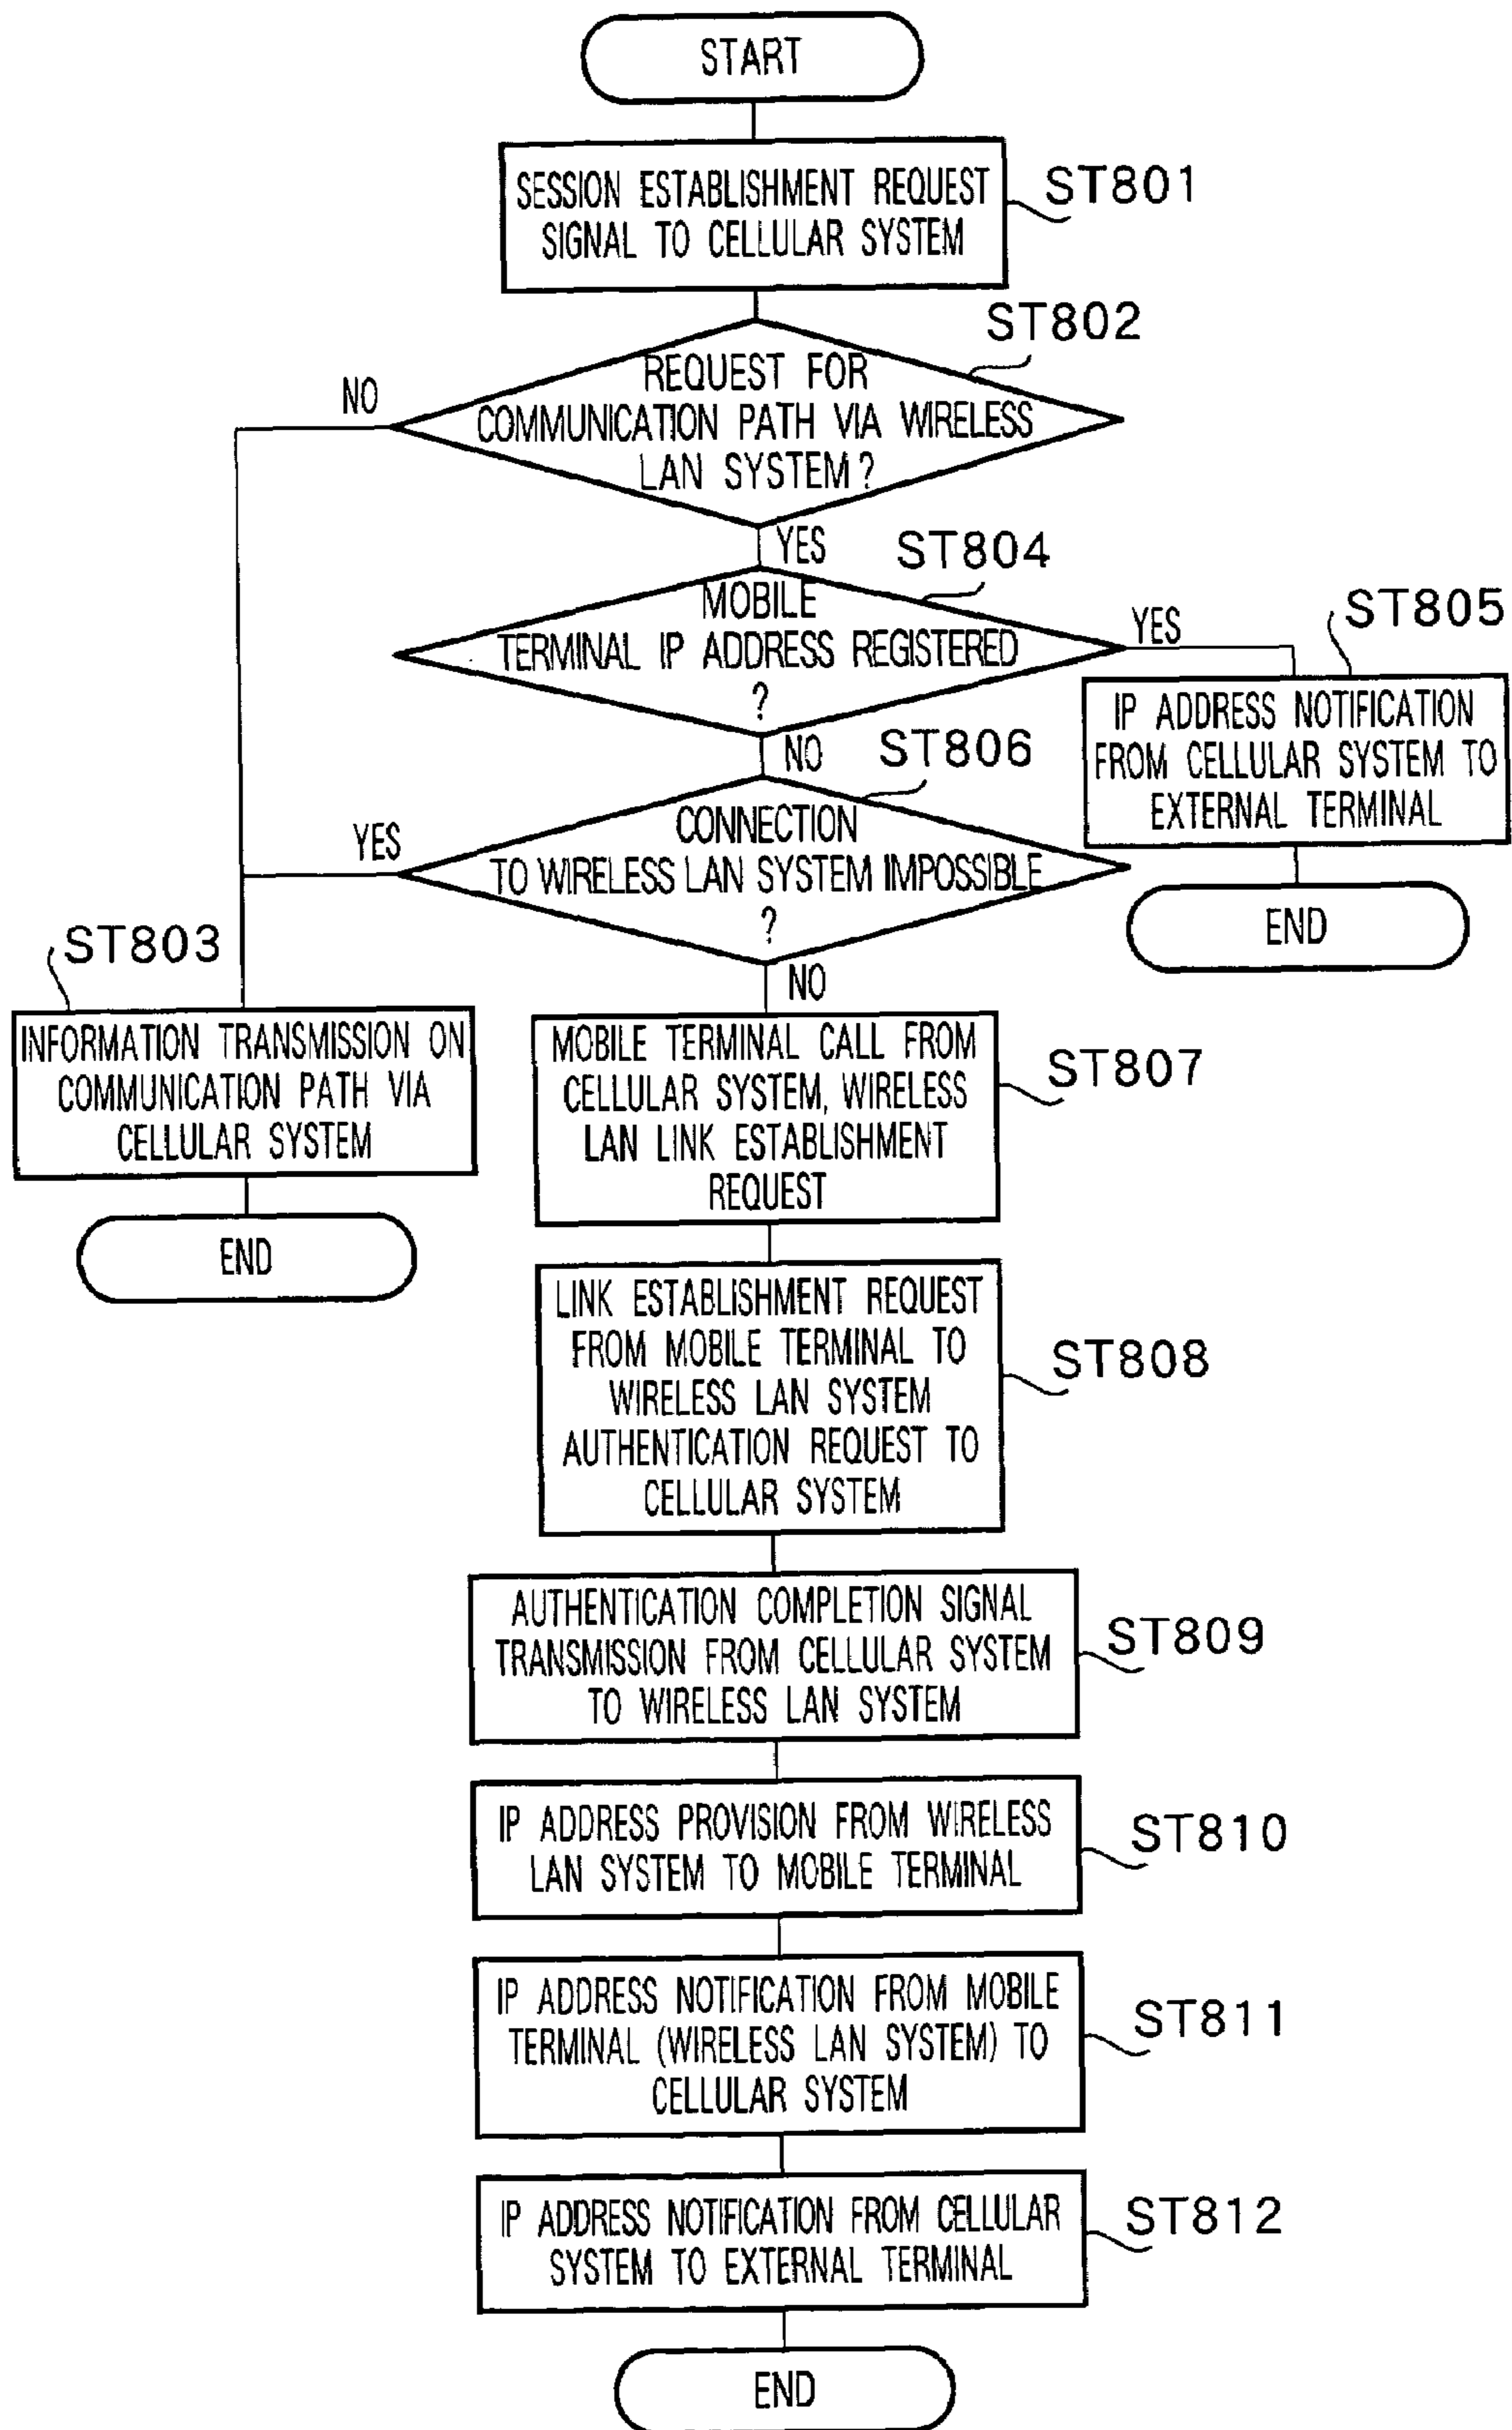 START
SESSION ESTABLISHMENT REQUEST
SIGNAL TO CELLULAR SYSTEM
ST801
ST802
REQUEST FOR
COMMUNICATION PATH VIA WIRELESS
LAN SYSTEM?
NO
YES
ST804
MOBILE
TERMINAL IP ADDRESS REGISTERED
?
YES
ST805
IP ADDRESS NOTIFICATION
FROM CELLULAR SYSTEM TO
EXTERNAL TERMINAL
END
NO
ST806
CONNECTION
TO WIRELESS LAN SYSTEM IMPOSSIBLE
?
YES
NO
ST803
INFORMATION TRANSMISSION ON
COMMUNICATION PATH VIA
CELLULAR SYSTEM
END
MOBILE TERMINAL CALL FROM
CELLULAR SYSTEM, WIRELESS
LAN LINK ESTABLISHMENT
REQUEST
ST807
LINK ESTABLISHMENT REQUEST
FROM MOBILE TERMINAL TO
WIRELESS LAN SYSTEM
AUTHENTICATION REQUEST TO
CELLULAR SYSTEM
ST808
AUTHENTICATION COMPLETION SIGNAL
TRANSMISSION FROM CELLULAR SYSTEM
TO WIRELESS LAN SYSTEM
ST809
IP ADDRESS PROVISION FROM WIRELESS
LAN SYSTEM TO MOBILE TERMINAL
ST810
IP ADDRESS NOTIFICATION FROM MOBILE
TERMINAL (WIRELESS LAN SYSTEM) TO
CELLULAR SYSTEM
ST811
IP ADDRESS NOTIFICATION FROM CELLULAR
SYSTEM TO EXTERNAL TERMINAL
ST812
END